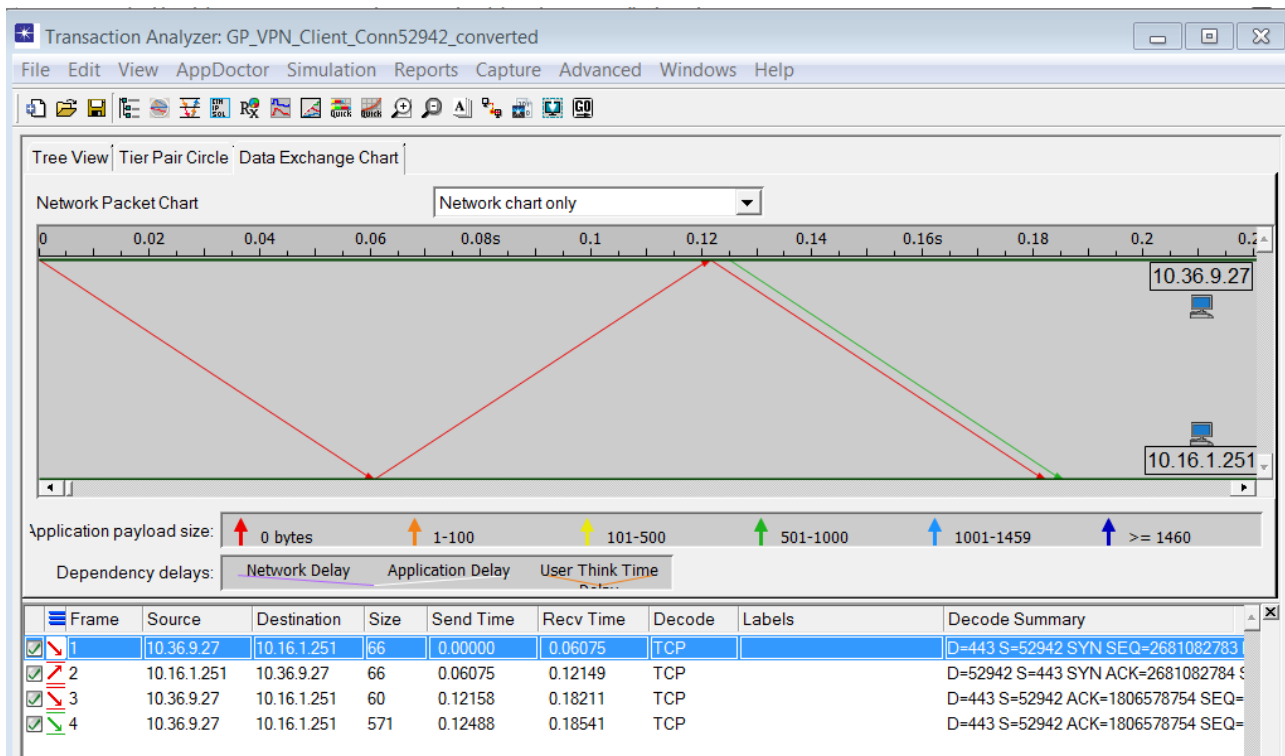 Transaction Analyzer: GP_VPN_Client_Conn52942_converted
File Edit View AppDoctor Simulation Reports Capture Advanced Windows Help
Tree View Tier Pair Circle Data Exchange Chart
Network Packet Chart Network chart only
0 0.02 0.04 0.06 0.08s 0.1 0.12 0.14 0.16s 0.18 0.2
10.36.9.27
10.16.1.251
Application payload size: 0 bytes 1-100 101-500 501-1000 1001-1459 >= 1460
Dependency delays: Network Delay Application Delay User Think Time
Frame Source Destination Size Send Time Recv Time Decode Labels Decode Summary
1 10.36.9.27 10.16.1.251 66 0.00000 0.06075 TCP D=443 S=52942 SYN SEQ=2681082783
2 10.16.1.251 10.36.9.27 66 0.06075 0.12149 TCP D=52942 S=443 SYN ACK=2681082784
3 10.36.9.27 10.16.1.251 60 0.12158 0.18211 TCP D=443 S=52942 ACK=1806578754 SEQ=
4 10.36.9.27 10.16.1.251 571 0.12488 0.18541 TCP D=443 S=52942 ACK=1806578754 SEQ=